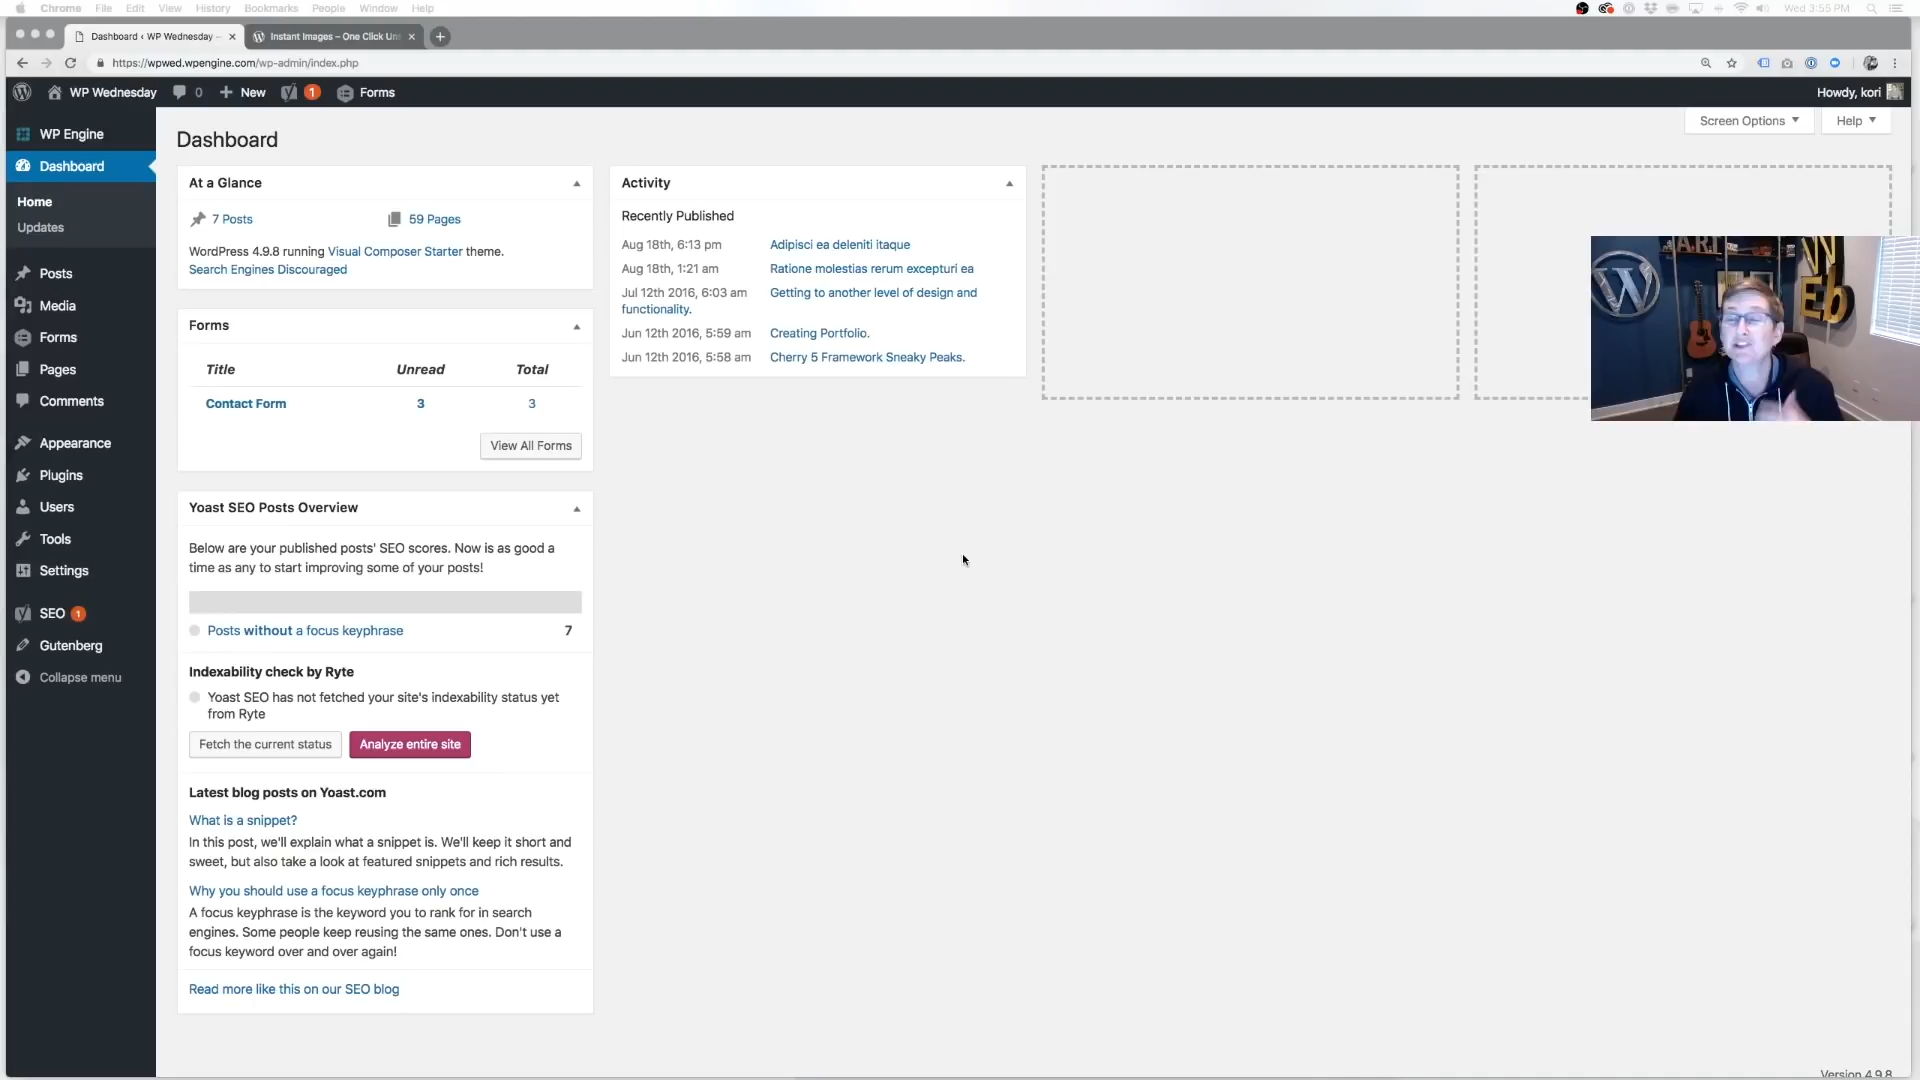 Chrome File Edit View History Bookmarks People Window Help Wed 3:55 PM
Dashboard ‹ WP Wednesday – Instant Images – One Click Uns
https://wpwed.wpengine.com/wp-admin/index.php
WP Wednesday 0 New 1 Forms Howdy, kori
Screen Options Help
WP Engine
Dashboard
Home
Updates
Posts
Media
Forms
Pages
Comments
Appearance
Plugins
Users
Tools
Settings
SEO 1
Gutenberg
Collapse menu
Dashboard
At a Glance
7 Posts 59 Pages
WordPress 4.9.8 running Visual Composer Starter theme.
Search Engines Discouraged
Forms
Title Unread Total
Contact Form 3 3
View All Forms
Yoast SEO Posts Overview
Below are your published posts' SEO scores. Now is as good a
time as any to start improving some of your posts!
Posts without a focus keyphrase 7
Indexability check by Ryte
Yoast SEO has not fetched your site's indexability status yet
from Ryte
Fetch the current status Analyze entire site
Latest blog posts on Yoast.com
What is a snippet?
In this post, we'll explain what a snippet is. We'll keep it short and
sweet, but also take a look at featured snippets and rich results.
Why you should use a focus keyphrase only once
A focus keyphrase is the keyword you to rank for in search
engines. Some people keep reusing the same ones. Don't use a
focus keyword over and over again!
Read more like this on our SEO blog
Activity
Recently Published
Aug 18th, 6:13 pm Adipisci ea deleniti itaque
Aug 18th, 1:21 am Ratione molestias rerum excepturi ea
Jul 12th 2016, 6:03 am Getting to another level of design and
functionality.
Jun 12th 2016, 5:59 am Creating Portfolio.
Jun 12th 2016, 5:58 am Cherry 5 Framework Sneaky Peaks.
W
Eb
Version 4.9.8